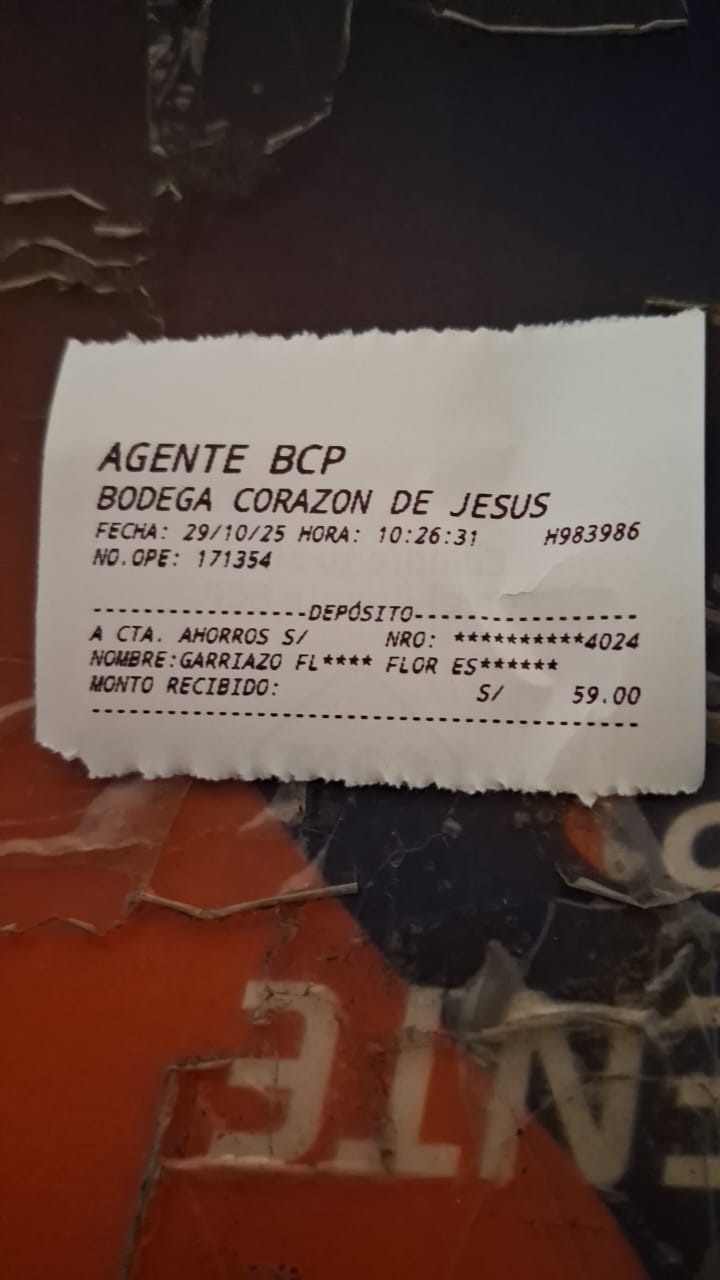 AGENTE BCP
BODEGA CORAZON DE JESUS
FECHA: 29/10/25 HORA: 10:26:31 H983986
NO.OPE: 171354
------------------DEPÓSITO-------------------
A CTA. AHORROS S/ NRO: **********4024
NOMBRE:GARRIAZO FL**** FLOR ES******
MONTO RECIBIDO: S/ 59.00
---------------------------------------------
ENTE